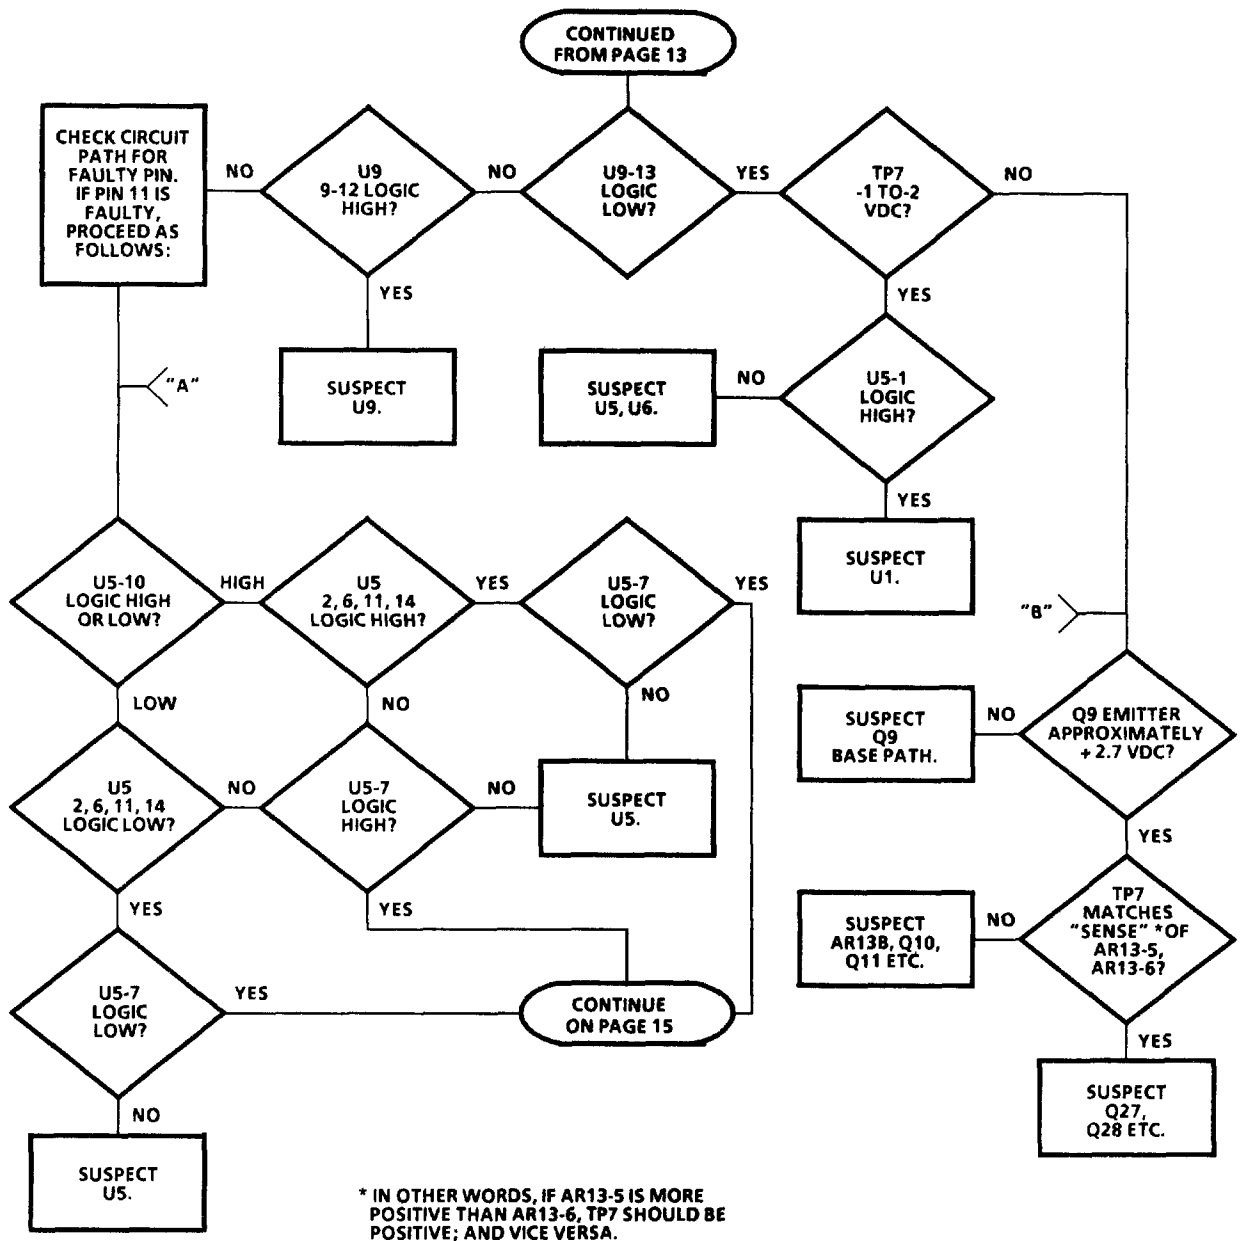 CONTINUED
FROM PAGE 13
CHECK CIRCUIT
PATH FOR
FAULTY PIN.
IF PIN 11 IS
FAULTY,
PROCEED AS
FOLLOWS:
NO
U9
9-12 LOGIC
HIGH?
NO
U9-13
LOGIC
LOW?
YES
TP7
-1 TO-2
VDC?
NO
YES
YES
"A"
SUSPECT
U9.
SUSPECT
U5, U6.
NO
U5-1
LOGIC
HIGH?
YES
SUSPECT
U1.
U5-10
LOGIC HIGH
OR LOW?
HIGH
U5
2, 6, 11, 14
LOGIC HIGH?
YES
U5-7
LOGIC
LOW?
YES
"B"
LOW
NO
NO
SUSPECT
Q9
BASE PATH.
NO
Q9 EMITTER
APPROXIMATELY
+ 2.7 VDC?
U5
2, 6, 11, 14
LOGIC LOW?
NO
U5-7
LOGIC
HIGH?
NO
SUSPECT
U5.
YES
YES
YES
SUSPECT
AR13B, Q10,
Q11 ETC.
NO
TP7
MATCHES
"SENSE" *OF
AR13-5,
AR13-6?
U5-7
LOGIC
LOW?
YES
CONTINUE
ON PAGE 15
YES
NO
SUSPECT
Q27,
Q28 ETC.
SUSPECT
U5.
* IN OTHER WORDS, IF AR13-5 IS MORE
POSITIVE THAN AR13-6, TP7 SHOULD BE
POSITIVE; AND VICE VERSA.